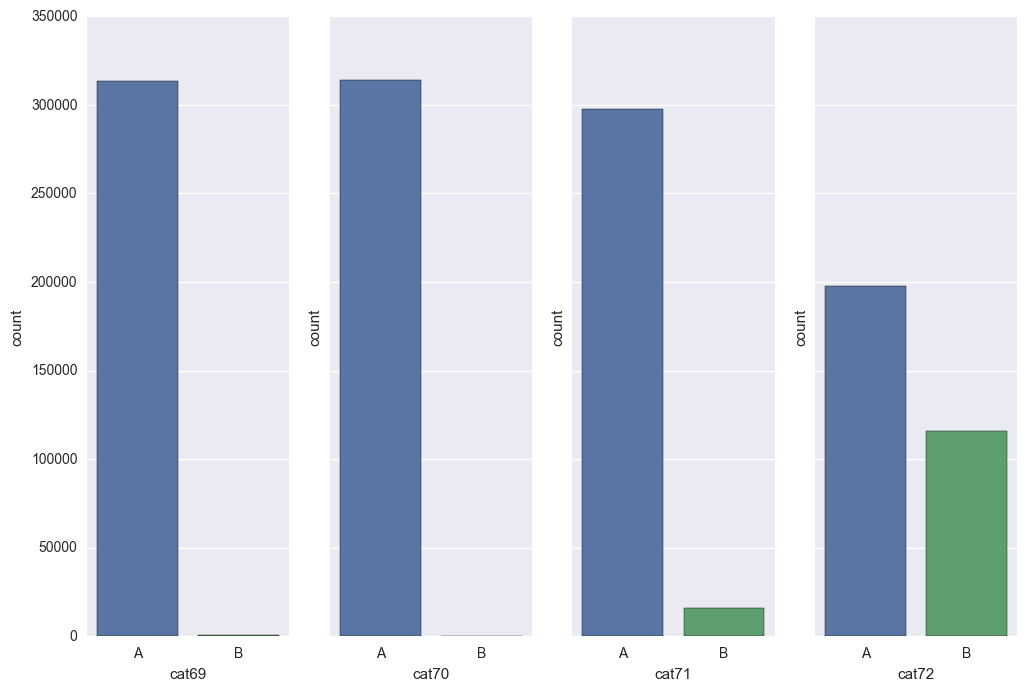 350000
300000
250000
200000
150000
100000
50000
0
count
count
count
count
A B
A B
A B
A B
cat69
cat70
cat71
cat72